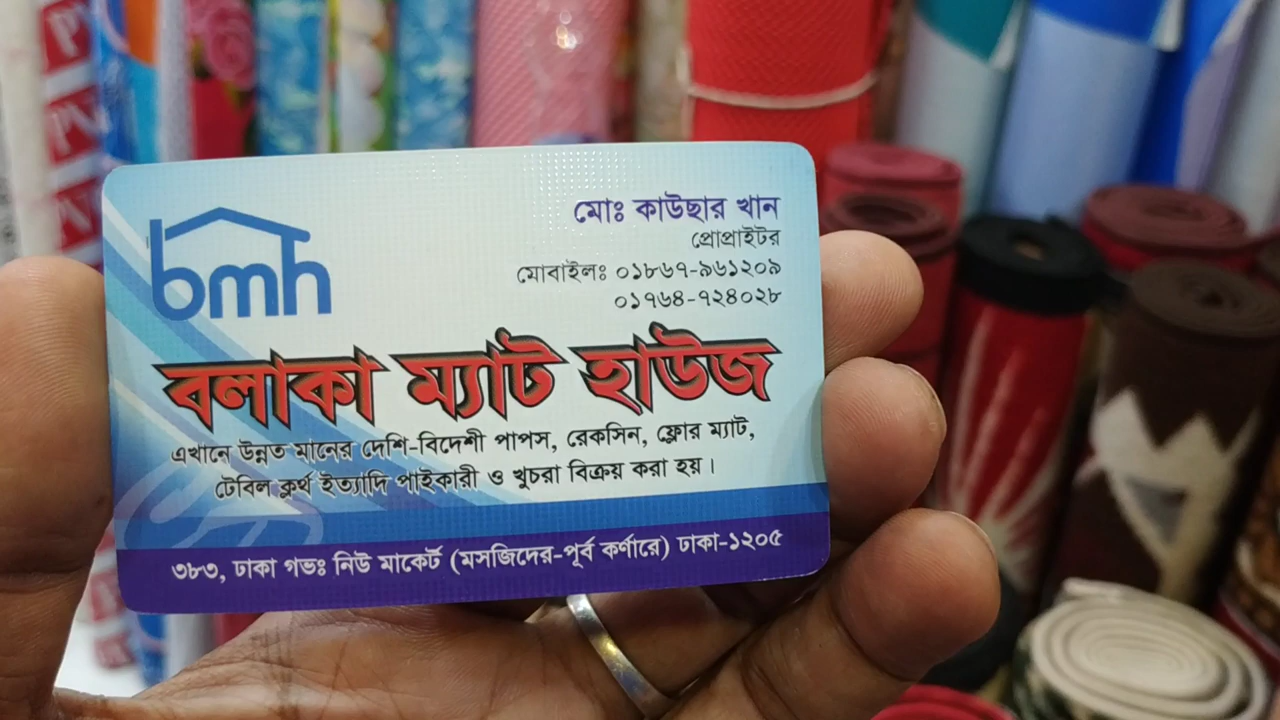 bmh
মোঃ কাউছার খান
প্রোপ্রাইটর
মোবাইলঃ ০১৮৬৭-৯৬১২০৯
০১৭৬৪-৭২৪০২৮
বলাকা ম্যাট হাউজ
এখানে উন্নত মানের দেশি-বিদেশী পাপস, রেকসিন, ফ্লোর ম্যাট,
টেবিল ক্লথ ইত্যাদি পাইকারী ও খুচরা বিক্রয় করা হয়।
৩৮৩, ঢাকা গভঃ নিউ মার্কেট (মসজিদের-পূর্ব কর্ণারে) ঢাকা-১২০৫